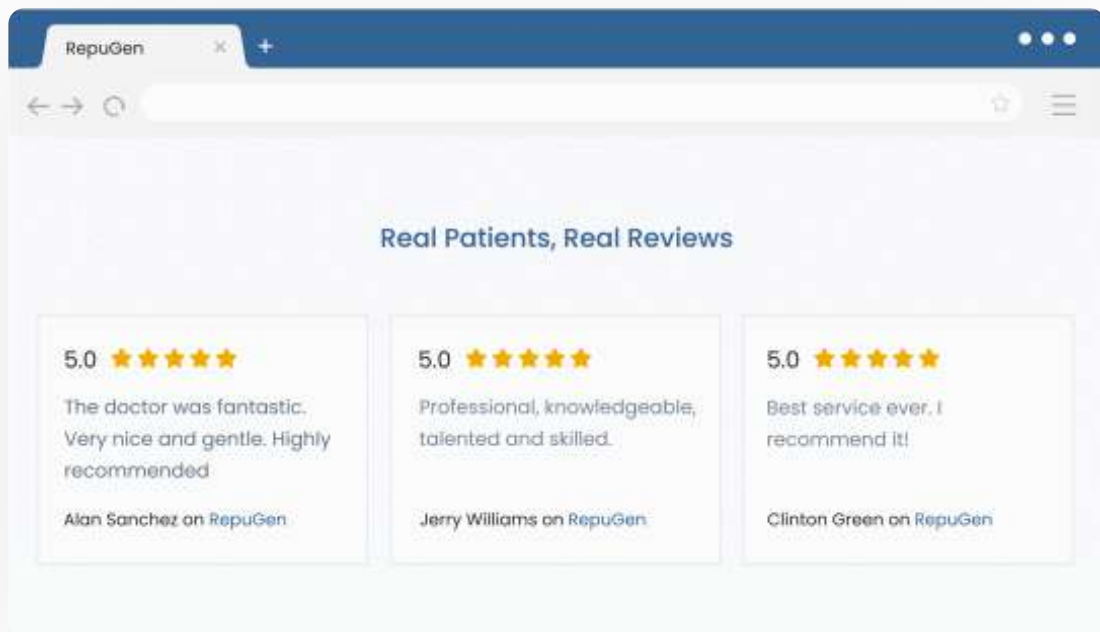 RepuGen
Real Patients, Real Reviews
5.0
The doctor was fantastic.
Very nice and gentle. Highly
recommended
Alan Sanchez on RepuGen
5.0
Professional, knowledgeable,
talented and skilled.
Jerry Williams on RepuGen
5.0
Best service ever. I
recommend it!
Clinton Green on RepuGen